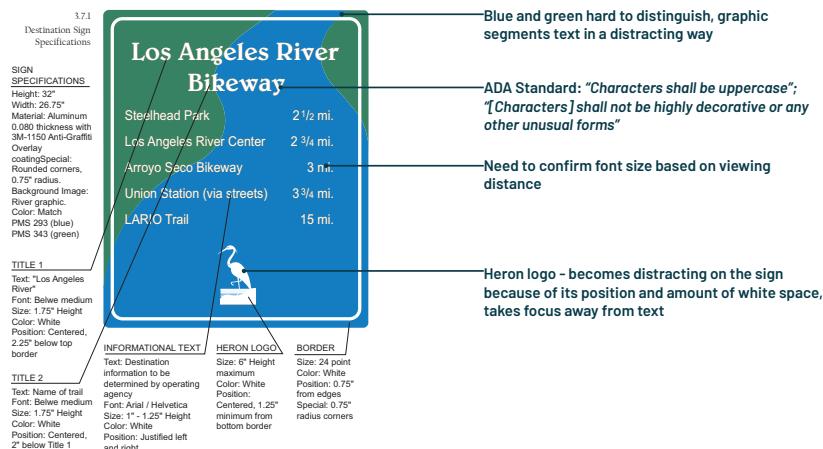 3.7.1
Destination Sign
Specifications
SIGN
SPECIFICATIONS
Height: 32"
Width: 26.75"
Material: Aluminum
0.080 thickness with
3M-1150 Anti-Graffiti
Overlay
coatingSpecial:
Rounded corners,
0.75" radius.
Background Image:
River graphic.
Color: Match
PMS 293 (blue)
PMS 343 (green)
TITLE 1
Text: "Los Angeles
River"
Font: Belwe medium
Size: 1.75" Height
Color: White
Position: Centered,
2.25" below top
border
TITLE 2
Text: Name of trail
Font: Belwe medium
Size: 1.75" Height
Color: White
Position: Centered,
2" below Title 1
Los Angeles River
Bikeway
Steelhead Park 2 1/2 mi.
Los Angeles River Center 2 3/4 mi.
Arroyo Seco Bikeway 3 mi.
Union Station (via streets) 3 3/4 mi.
LARIO Trail 15 mi.
INFORMATIONAL TEXT
Text: Destination
information to be
determined by operating
agency
Font: Arial / Helvetica
Size: 1" - 1.25" Height
Color: White
Position: Justified left
and right
HERON LOGO
Size: 6" Height
maximum
Color: White
Position:
Centered, 1.25"
minimum from
bottom border
BORDER
Size: 24 point
Color: White
Position: 0.75"
from edges
Special: 0.75"
radius corners
Blue and green hard to distinguish, graphic
segments text in a distracting way
ADA Standard: “Characters shall be uppercase”;
“[Characters] shall not be highly decorative or any
other unusual forms”
Need to confirm font size based on viewing
distance
Heron logo - becomes distracting on the sign
because of its position and amount of white space,
takes focus away from text